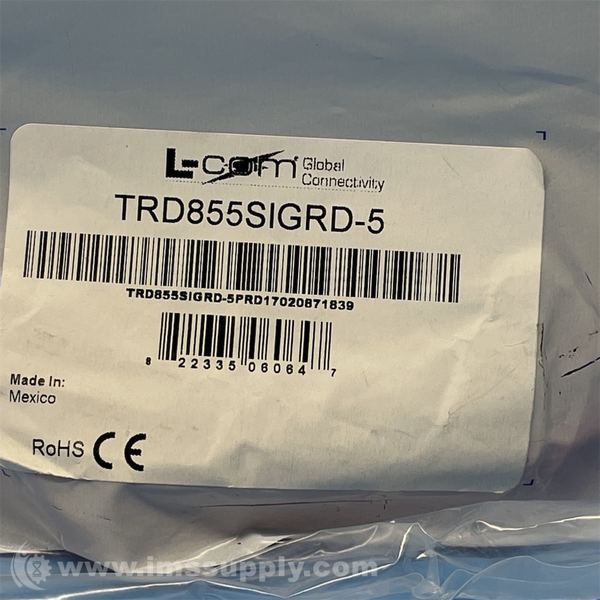 L-com Global
Connectivity
TRD855SIGRD-5
TRD855SIGRD-5PRD17020871839
8 22335 06064 7
Made In:
Mexico
RoHS CE
www.imssupply.com